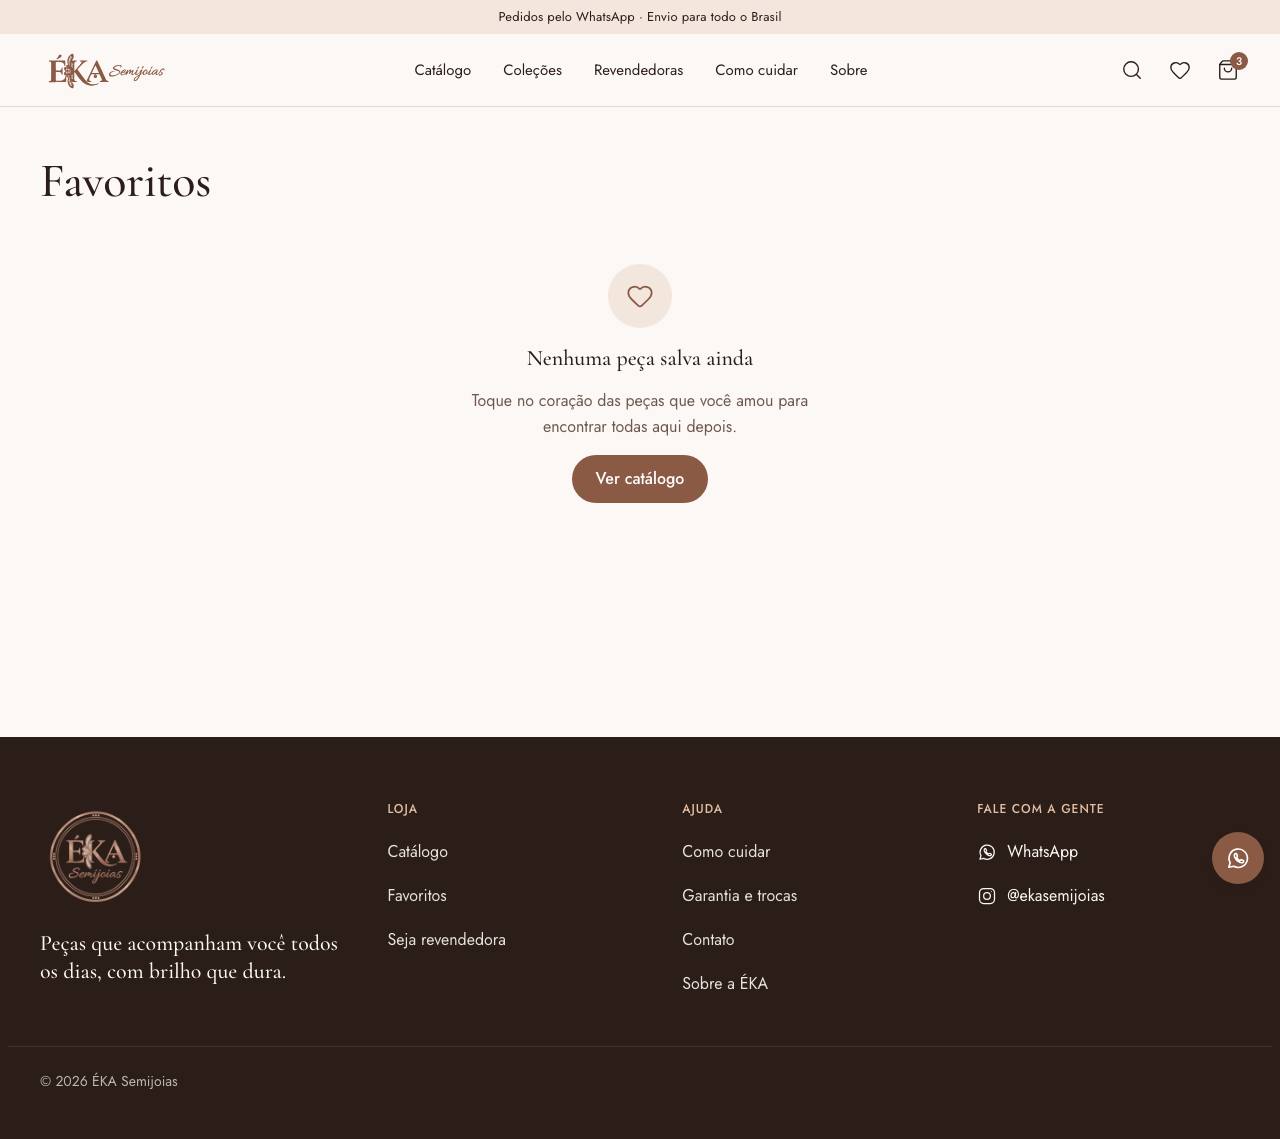 Pedidos pelo WhatsApp · Envio para todo o Brasil
ÉKA Semijoias
Catálogo
Coleções
Revendedoras
Como cuidar
Sobre
3
Favoritos
Nenhuma peça salva ainda
Toque no coração das peças que você amou para
encontrar todas aqui depois.
Ver catálogo
ÉKA
Semijoias
Peças que acompanham você todos
os dias, com brilho que dura.
LOJA
Catálogo
Favoritos
Seja revendedora
AJUDA
Como cuidar
Garantia e trocas
Contato
Sobre a ÉKA
FALE COM A GENTE
WhatsApp
@ekasemijoias
© 2026 ÉKA Semijoias